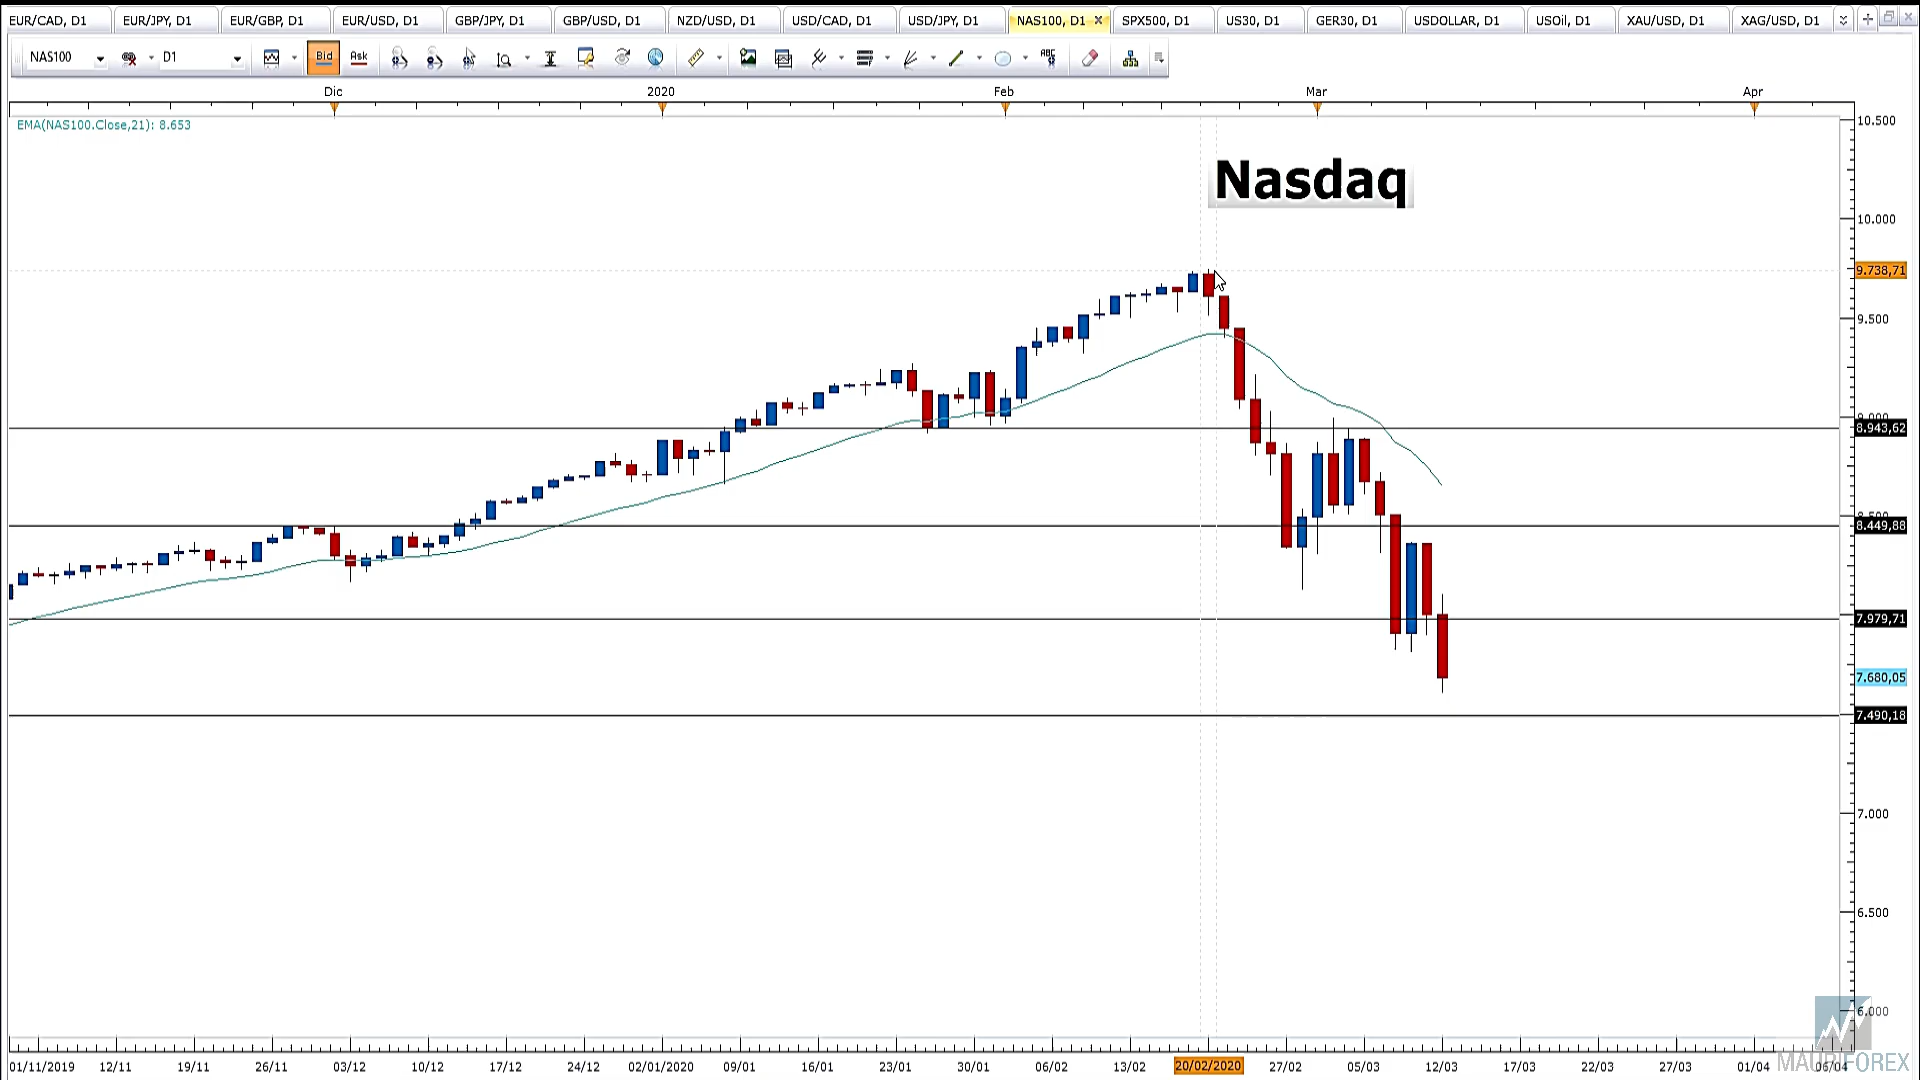 EUR/CAD, D1 EUR/JPY, D1 EUR/GBP, D1 EUR/USD, D1 GBP/JPY, D1 GBP/USD, D1 NZD/USD, D1 USD/CAD, D1 USD/JPY, D1 NAS100, D1 SPX500, D1 US30, D1 GER30, D1 USDOLLAR, D1 USOil, D1 XAU/USD, D1 XAG/USD, D1
NAS100 D1 Bid Ask ABC
Dic 2020 Feb Mar Apr
EMA(NAS100.Close,21): 8.653
Nasdaq
10.500
10.000
9.738,71
9.500
9.000
8.943,62
8.500
8.449,88
7.979,71
7.680,05
7.490,18
7.000
6.500
6.000
01/11/2019 12/11 19/11 26/11 03/12 10/12 17/12 24/12 02/01/2020 09/01 16/01 23/01 30/01 06/02 13/02 20/02/2020 27/02 05/03 12/03 17/03 22/03 27/03 01/04 06/04
MAURIFOREX